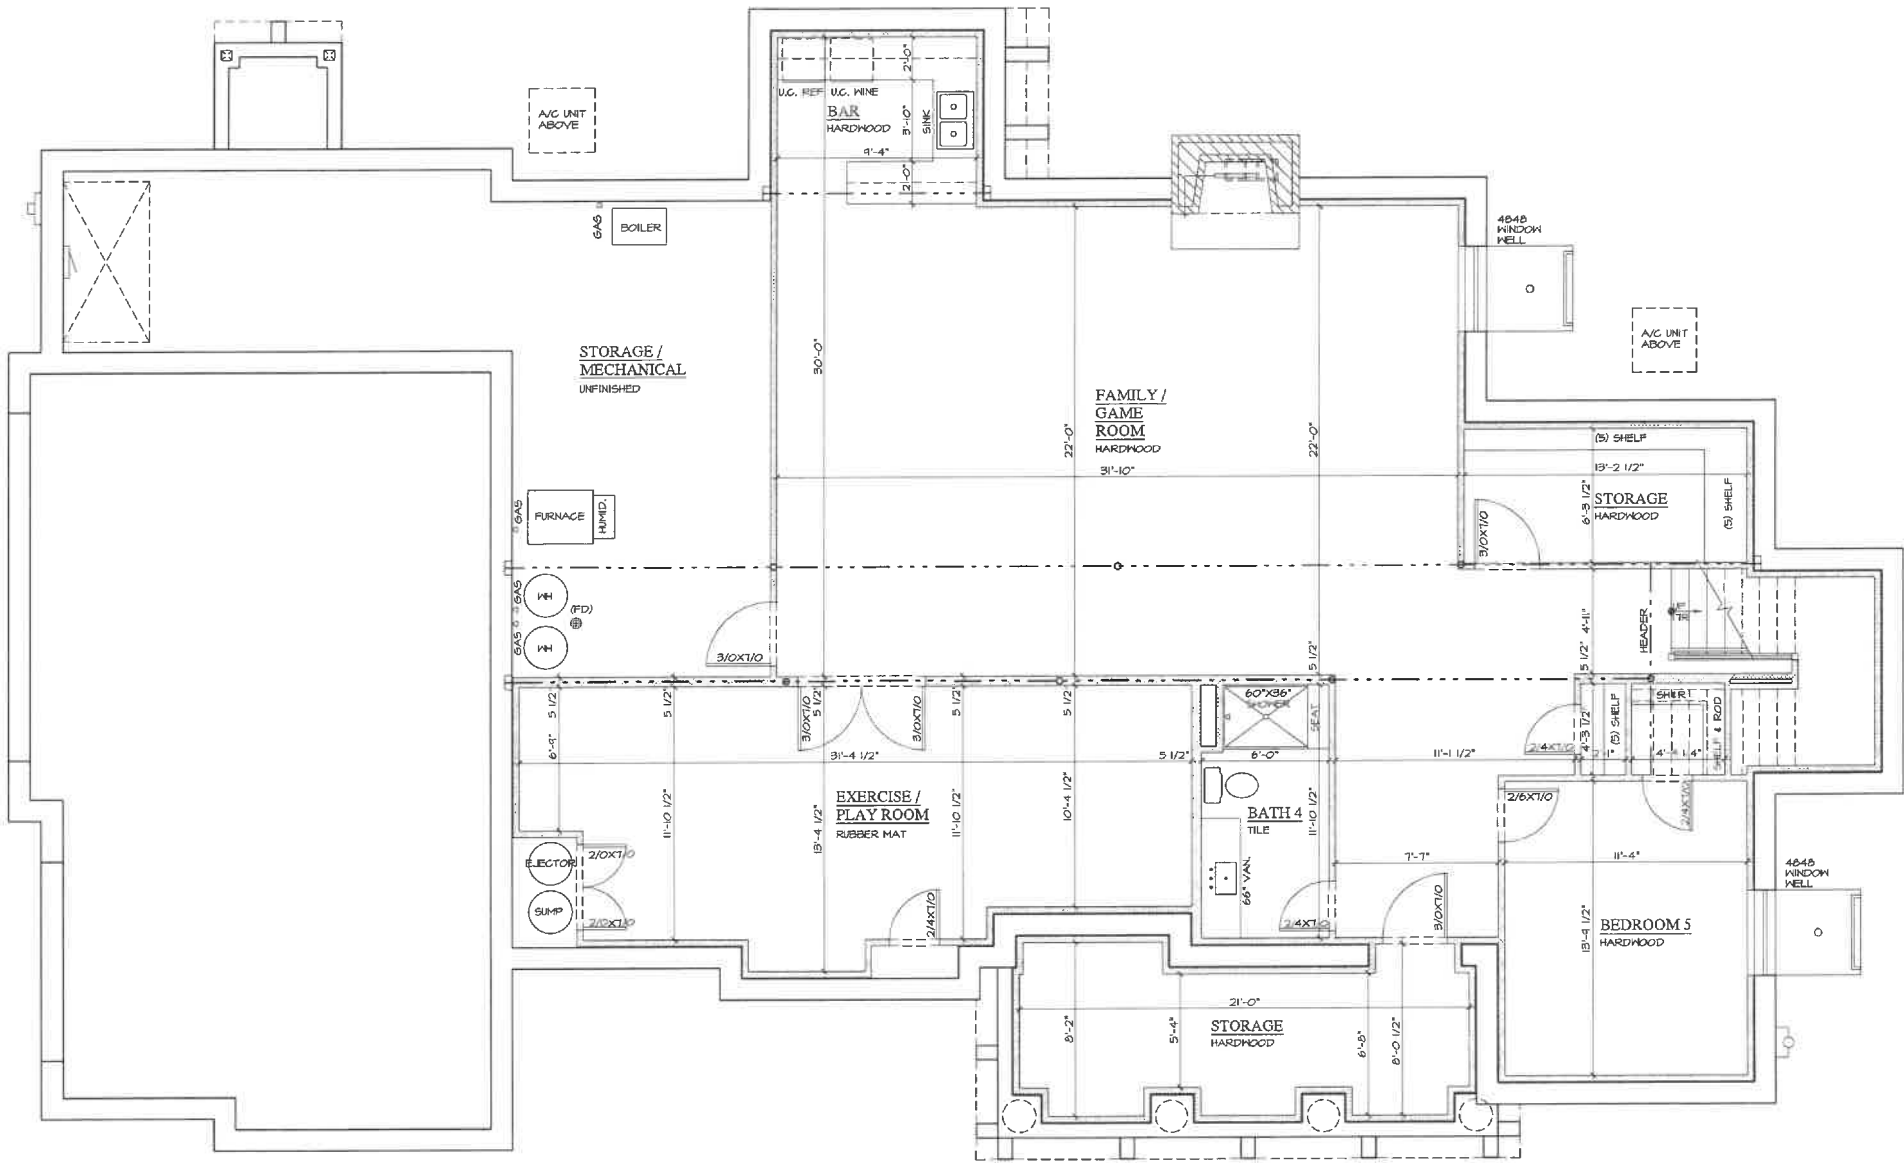 A/C UNIT
ABOVE
U.C. REF
U.C. WINE
BAR
HARDWOOD
9'-4"
2'-0"
3'-10"
SINK
2'-0"
GAS
BOILER
4848
WINDOW
WELL
A/C UNIT
ABOVE
STORAGE /
MECHANICAL
UNFINISHED
30'-0"
FAMILY /
GAME
ROOM
HARDWOOD
22'-0"
22'-0"
31'-10"
(5) SHELF
13'-2 1/2"
STORAGE
HARDWOOD
6'-3 1/2"
(5) SHELF
3/0X7/0
GAS
FURNACE
HUMID.
GAS
WH
(FD)
GAS
WH
3/0X7/0
HEADER
4'-11"
5 1/2"
5 1/2"
5 1/2"
5 1/2"
5 1/2"
5 1/2"
5 1/2"
3/0X7/0
3/0X7/0
6'-9"
31'-4 1/2"
5 1/2"
60"X36"
SHOWER
SEAT
6'-0"
11'-1 1/2"
2/4X7/0
4'-3 1/2"
(5) SHELF
SHELF & ROD
EXERCISE /
PLAY ROOM
RUBBER MAT
11'-10 1/2"
13'-4 1/2"
11'-10 1/2"
10'-4 1/2"
BATH 4
TILE
11'-10 1/2"
66" VAN.
2/6X7/0
2/4X7/0
7'-7"
11'-4"
4848
WINDOW
WELL
EJECTOR
2/0X7/0
SUMP
2/0X7/0
2/4X7/0
2/4X7/0
3/0X7/0
BEDROOM 5
HARDWOOD
13'-9 1/2"
21'-0"
STORAGE
HARDWOOD
8'-2"
5'-4"
6'-8"
8'-0 1/2"